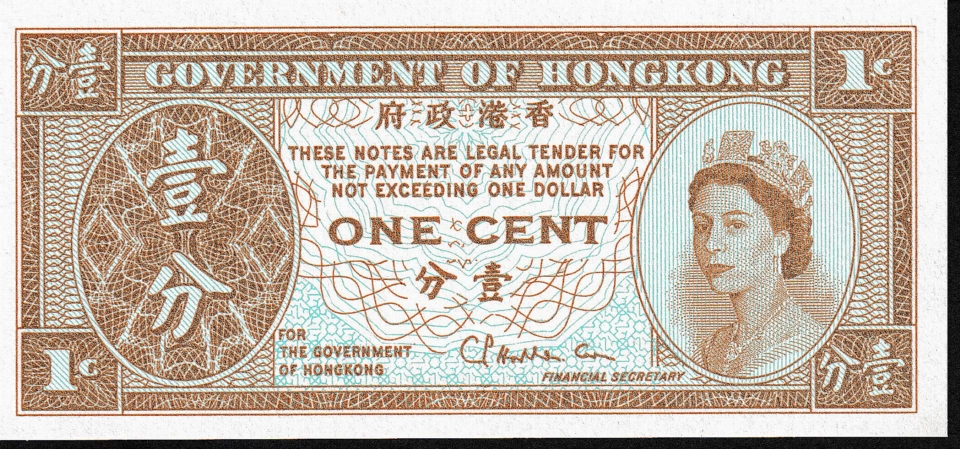 分壹
GOVERNMENT OF HONGKONG
1¢
府政港香
THESE NOTES ARE LEGAL TENDER FOR
THE PAYMENT OF ANY AMOUNT
NOT EXCEEDING ONE DOLLAR
壹
分
ONE CENT
分壹
FOR
THE GOVERNMENT
OF HONGKONG
FINANCIAL SECRETARY
1¢
分壹